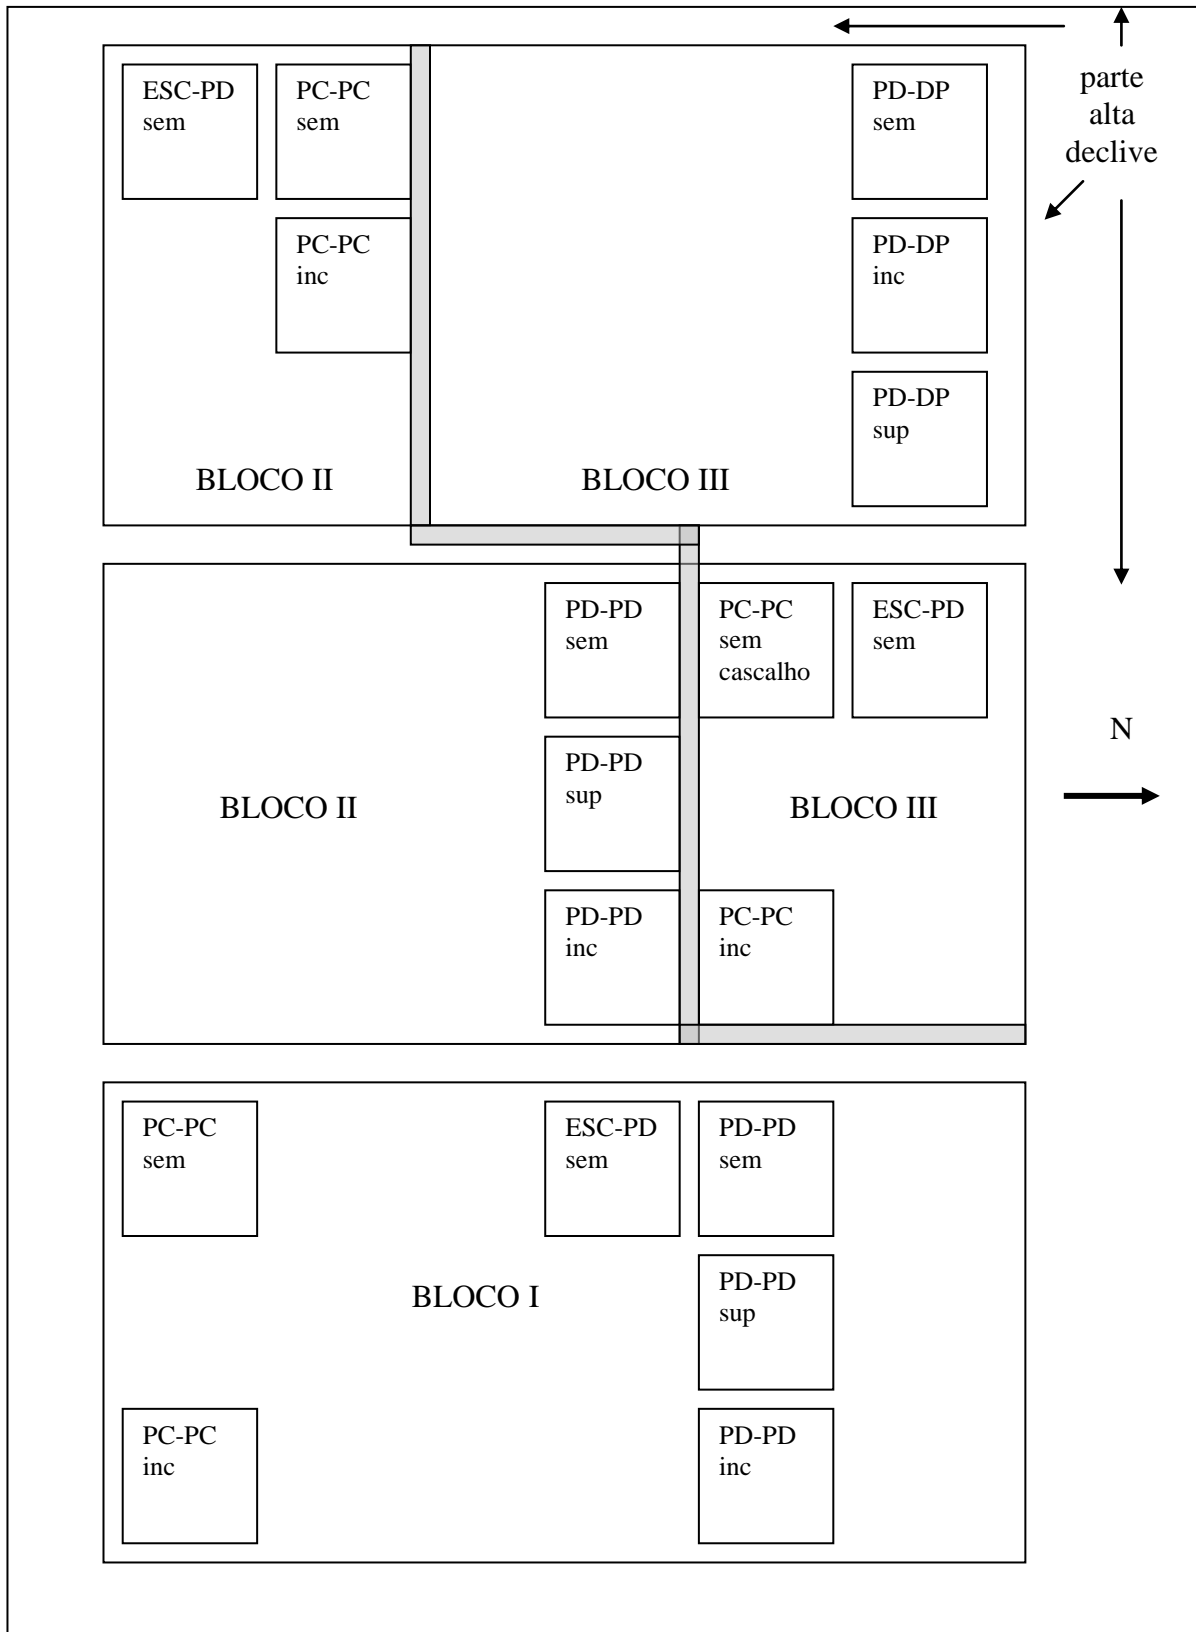 parte
alta
declive
ESC-PD
sem
PC-PC
sem
PD-DP
sem
PC-PC
inc
PD-DP
inc
PD-DP
sup
BLOCO II
BLOCO III
PD-PD
sem
PC-PC
sem
cascalho
ESC-PD
sem
N
PD-PD
sup
BLOCO II
BLOCO III
PD-PD
inc
PC-PC
inc
PC-PC
sem
ESC-PD
sem
PD-PD
sem
BLOCO I
PD-PD
sup
PC-PC
inc
PD-PD
inc